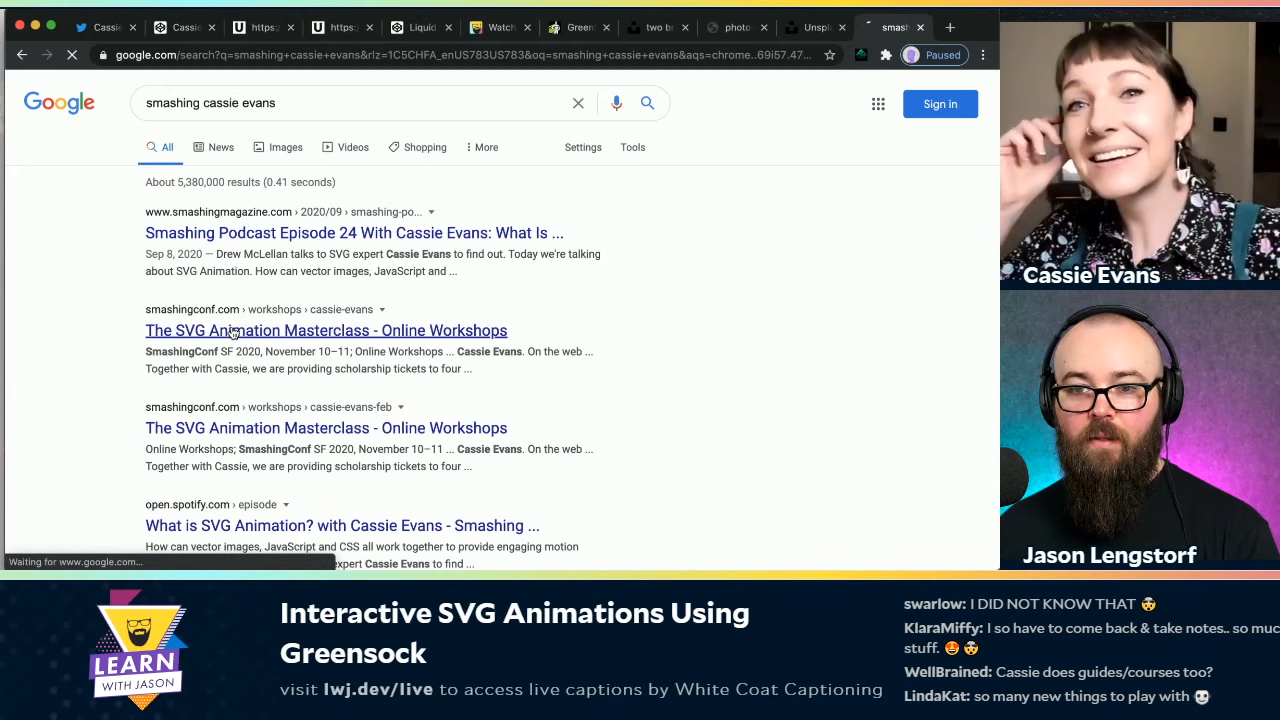 Cassie
Cassie
https:/
https:/
Liquid
Watch
Green
two b
photo-
Unspl
smas
google.com/search?q=smashing+cassie+evans&rlz=1C5CHFA_enUS783US783&oq=smashing+cassie+evans&aqs=chrome..69i57.47...
Paused
Google
smashing cassie evans
Sign in
All
News
Images
Videos
Shopping
More
Settings
Tools
About 5,380,000 results (0.41 seconds)
www.smashingmagazine.com › 2020/09 › smashing-po...
Smashing Podcast Episode 24 With Cassie Evans: What Is ...
Sep 8, 2020 — Drew McLellan talks to SVG expert Cassie Evans to find out. Today we're talking
about SVG Animation. How can vector images, JavaScript and ...
smashingconf.com › workshops › cassie-evans
The SVG Animation Masterclass - Online Workshops
SmashingConf SF 2020, November 10–11; Online Workshops ... Cassie Evans. On the web ...
Together with Cassie, we are providing scholarship tickets to four ...
smashingconf.com › workshops › cassie-evans-feb
The SVG Animation Masterclass - Online Workshops
Online Workshops; SmashingConf SF 2020, November 10–11 ... Cassie Evans. On the web ...
Together with Cassie, we are providing scholarship tickets to four ...
open.spotify.com › episode
What is SVG Animation? with Cassie Evans - Smashing ...
How can vector images, JavaScript and CSS all work together to provide engaging motion
expert Cassie Evans to find ...
Waiting for www.google.com...
Cassie Evans
Jason Lengstorf
LEARN
WITH JASON
Interactive SVG Animations Using
Greensock
visit lwj.dev/live to access live captions by White Coat Captioning
swarlow: I DID NOT KNOW THAT 🤯
KlaraMiffy: I so have to come back & take notes.. so muc
stuff. 🤩 🤯
WellBrained: Cassie does guides/courses too?
LindaKat: so many new things to play with 💀